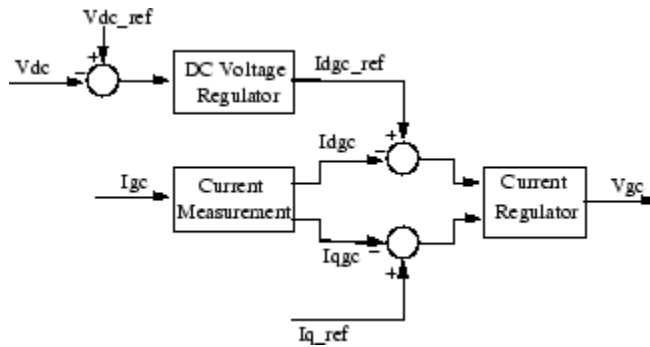 Vdc_ref
+
Vdc
−
DC Voltage
Regulator
Idgc_ref
+
−
Idgc
Igc
Current
Measurement
Current
Regulator
Vgc
Iqgc
−
+
Iq_ref